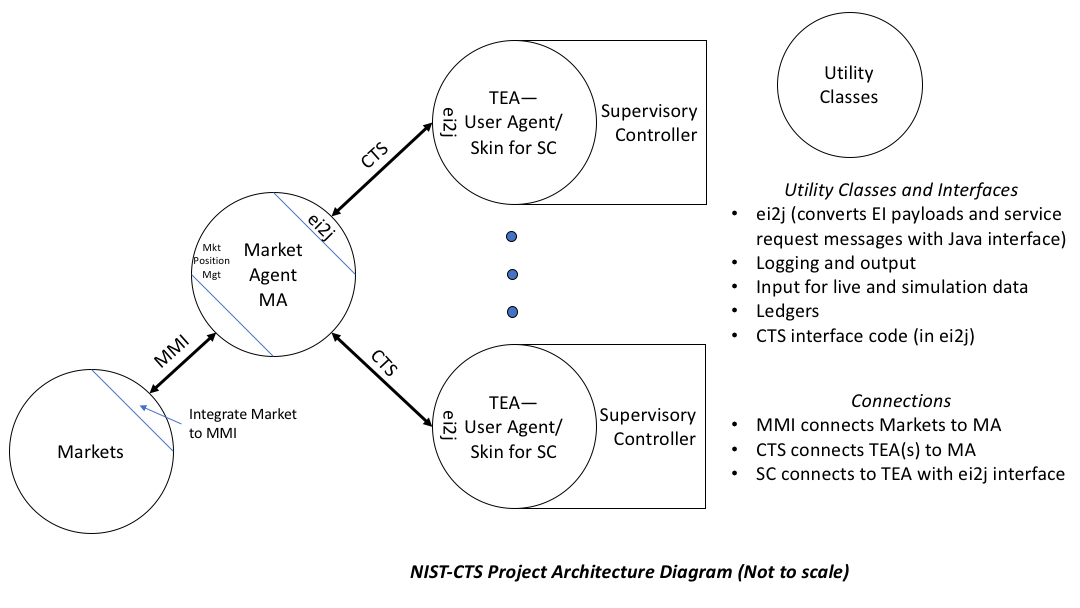 TEA—
User Agent/
Skin for SC
ei2j
Supervisory
Controller
Utility
Classes
CTS
ei2j
Mkt
Position
Mgt
Market
Agent
MA
Utility Classes and Interfaces
• ei2j (converts EI payloads and service
request messages with Java interface)
• Logging and output
• Input for live and simulation data
• Ledgers
• CTS interface code (in ei2j)
MMI
CTS
TEA—
User Agent/
Skin for SC
ei2j
Supervisory
Controller
Integrate Market
to MMI
Markets
Connections
• MMI connects Markets to MA
• CTS connects TEA(s) to MA
• SC connects to TEA with ei2j interface
NIST-CTS Project Architecture Diagram (Not to scale)